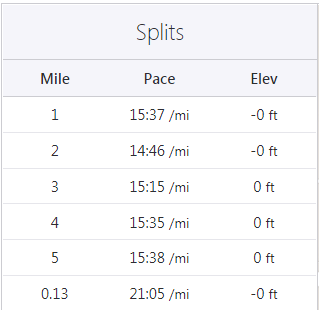 Splits
Mile Pace Elev
1 15:37 /mi -0 ft
2 14:46 /mi -0 ft
3 15:15 /mi 0 ft
4 15:35 /mi 0 ft
5 15:38 /mi 0 ft
0.13 21:05 /mi -0 ft